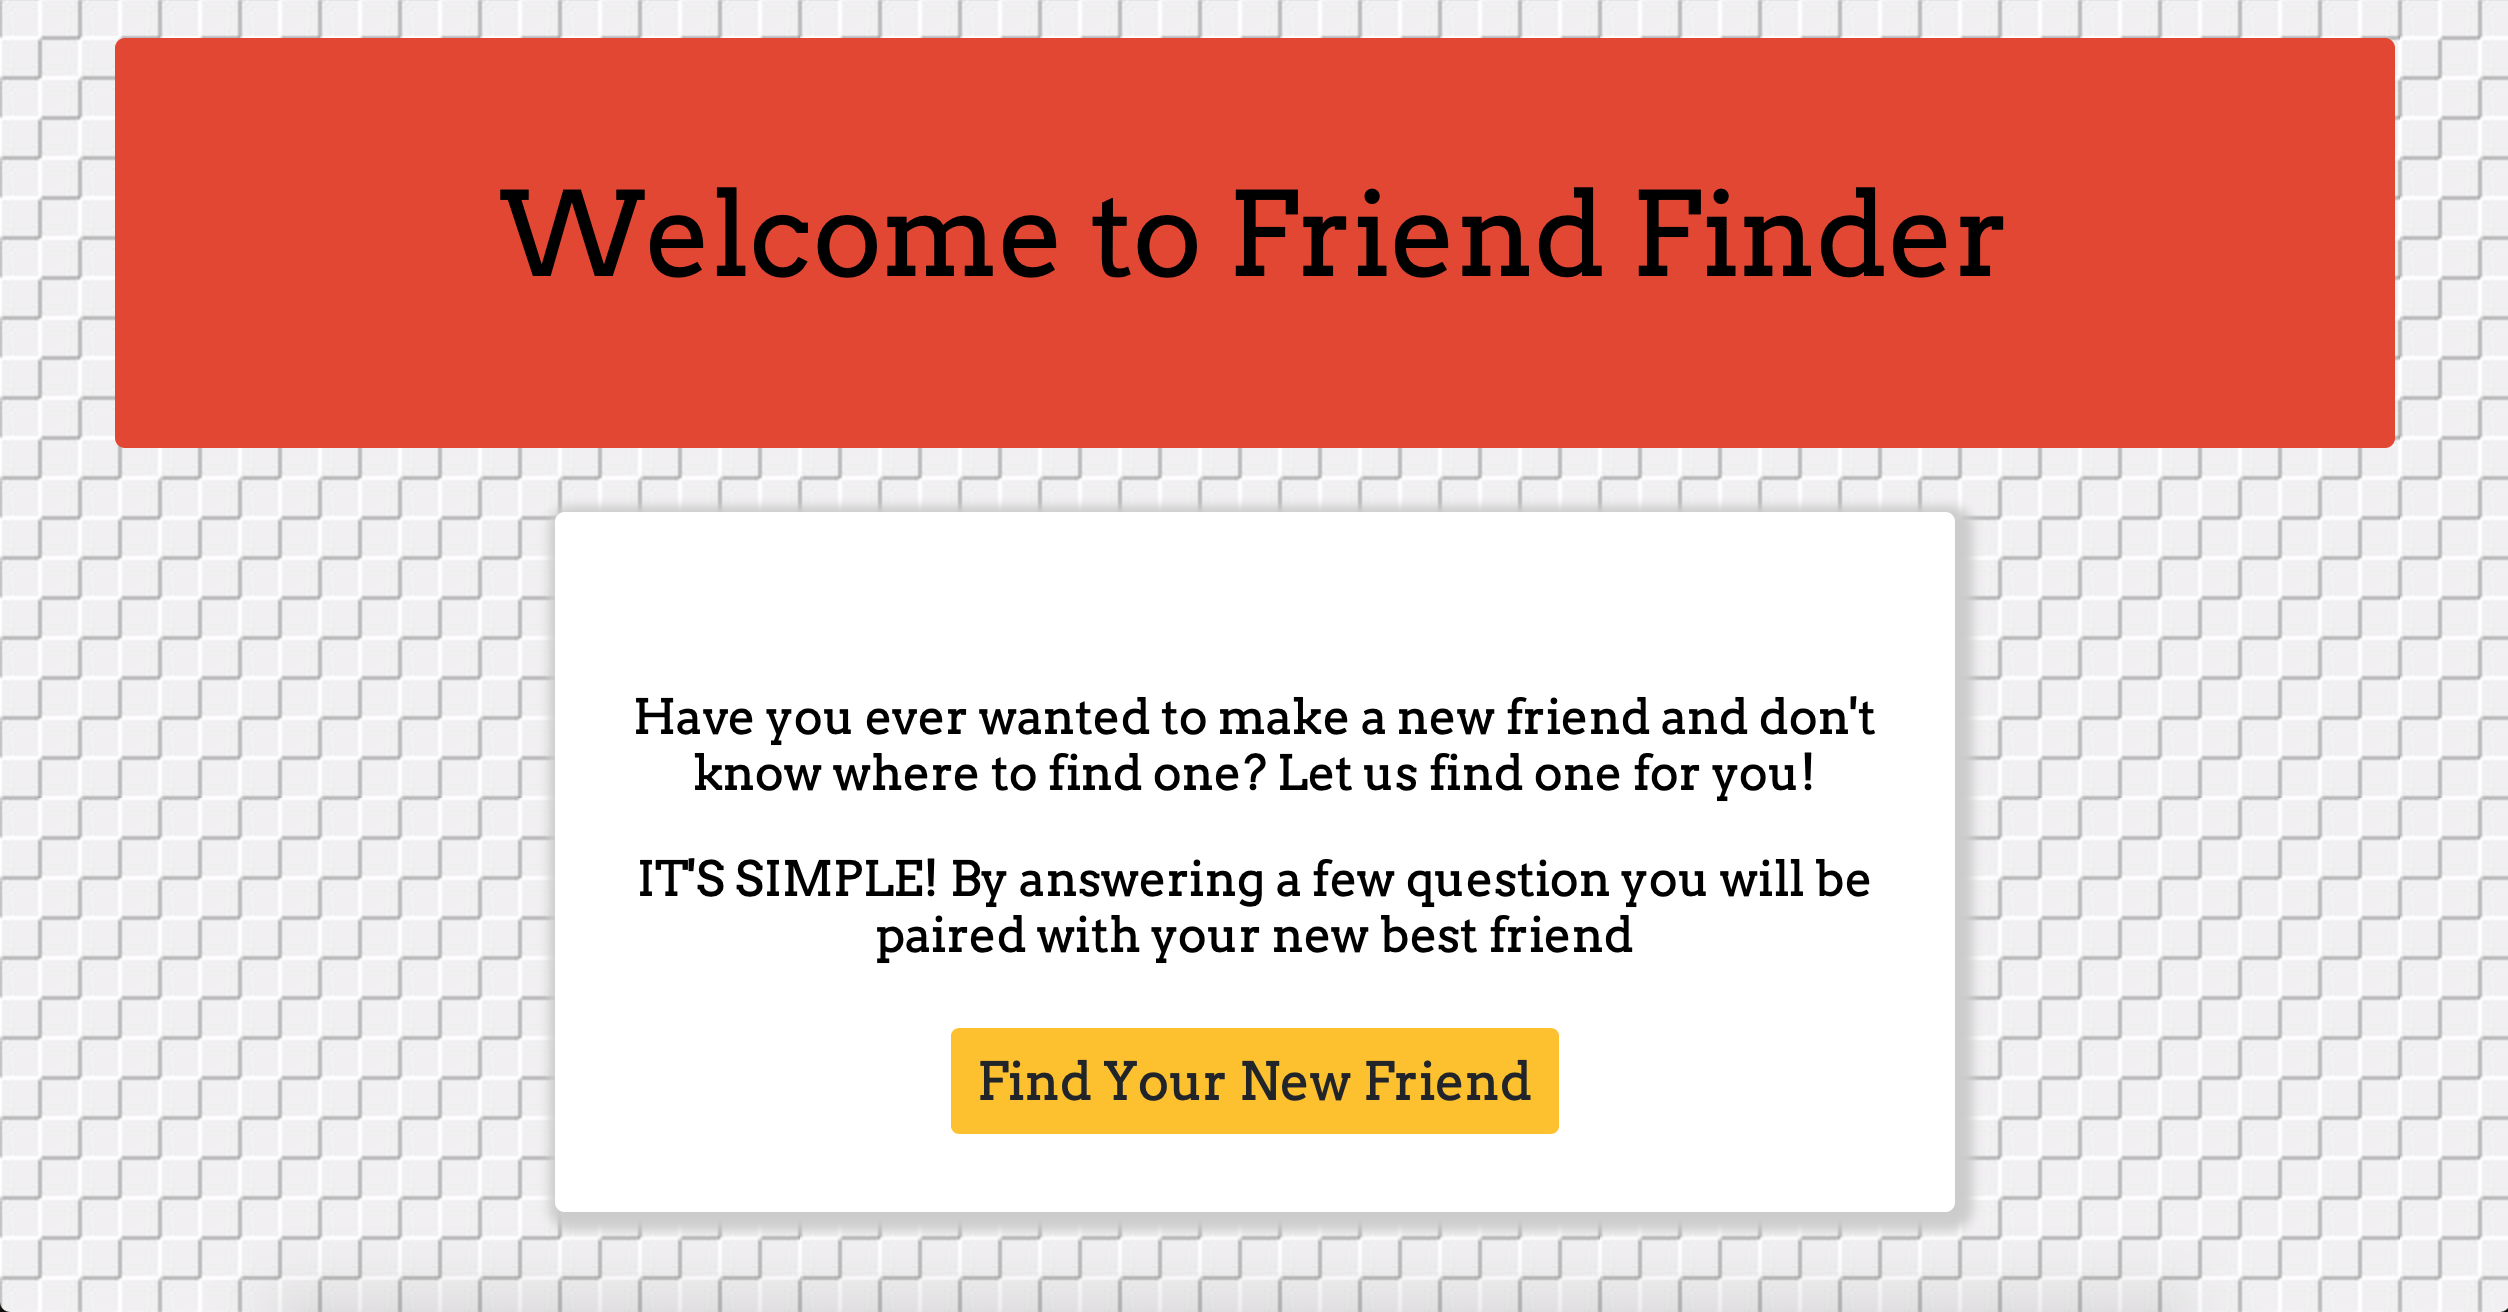 Welcome to Friend Finder
Have you ever wanted to make a new friend and don't
know where to find one? Let us find one for you!
IT'S SIMPLE! By answering a few question you will be
paired with your new best friend
Find Your New Friend